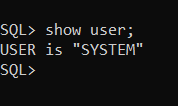 SQL> show user;
USER is "SYSTEM"
SQL>